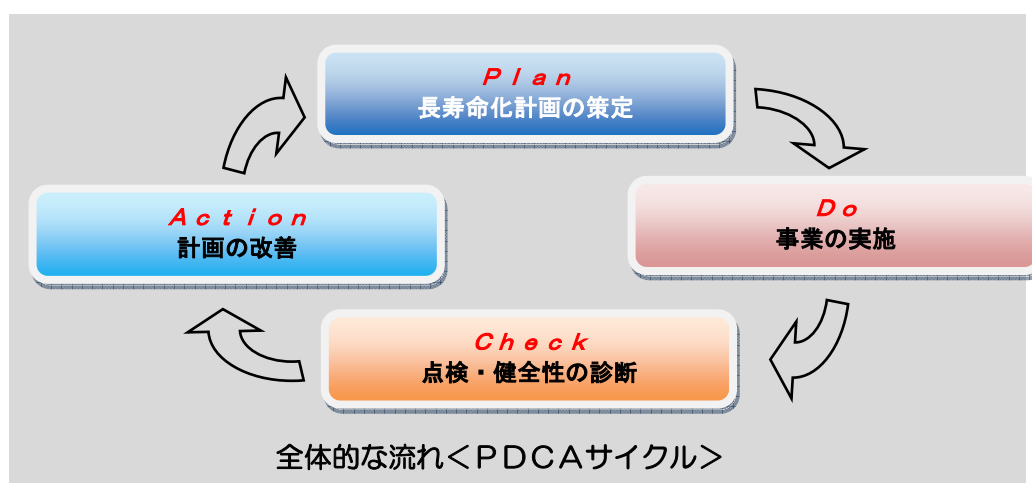 Ｐｌａｎ
長寿命化計画の策定
Ｄｏ
事業の実施
Ｃｈｅｃｋ
点検・健全性の診断
Ａｃｔｉｏｎ
計画の改善
全体的な流れ＜ＰＤＣＡサイクル＞